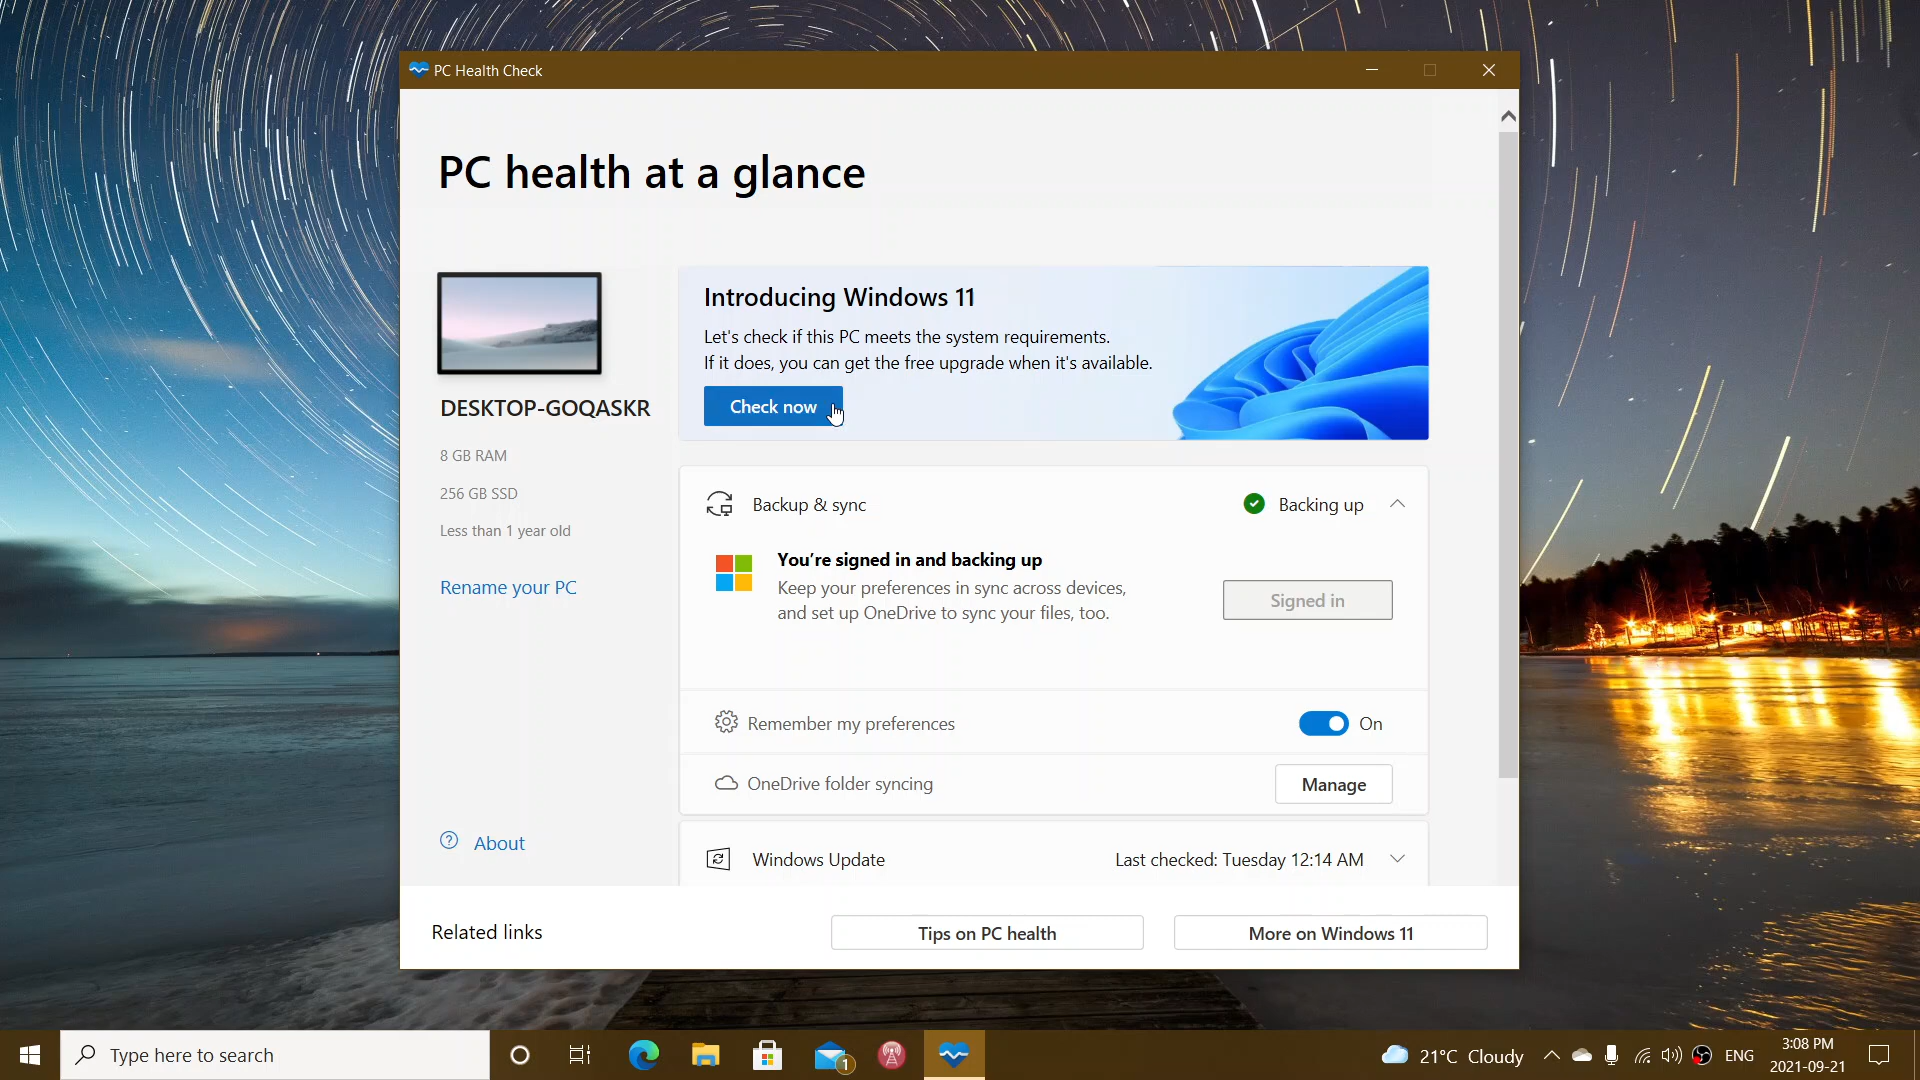 PC Health Check
PC health at a glance
DESKTOP-GOQASKR
8 GB RAM
256 GB SSD
Less than 1 year old
Rename your PC
About
Introducing Windows 11
Let's check if this PC meets the system requirements.
If it does, you can get the free upgrade when it's available.
Check now
Backup & sync
Backing up
You're signed in and backing up
Keep your preferences in sync across devices,
and set up OneDrive to sync your files, too.
Signed in
Remember my preferences
On
OneDrive folder syncing
Manage
Windows Update
Last checked: Tuesday 12:14 AM
Related links
Tips on PC health
More on Windows 11
Type here to search
1
21°C Cloudy
ENG
3:08 PM
2021-09-21